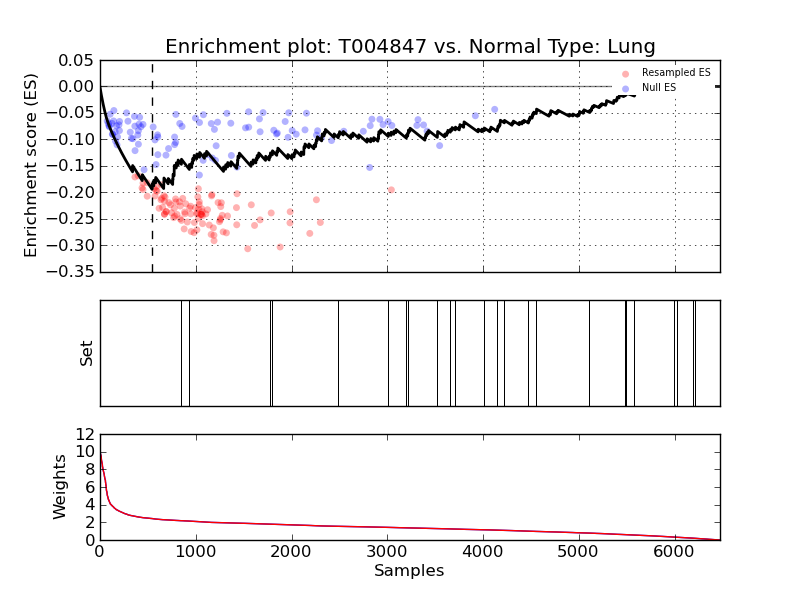 Enrichment plot: T004847 vs. Normal Type: Lung
Enrichment score (ES)
0.05
0.00
−0.05
−0.10
−0.15
−0.20
−0.25
−0.30
−0.35
Resampled ES
Null ES
Set
Weights
12
10
8
6
4
2
0
0 1000 2000 3000 4000 5000 6000
Samples